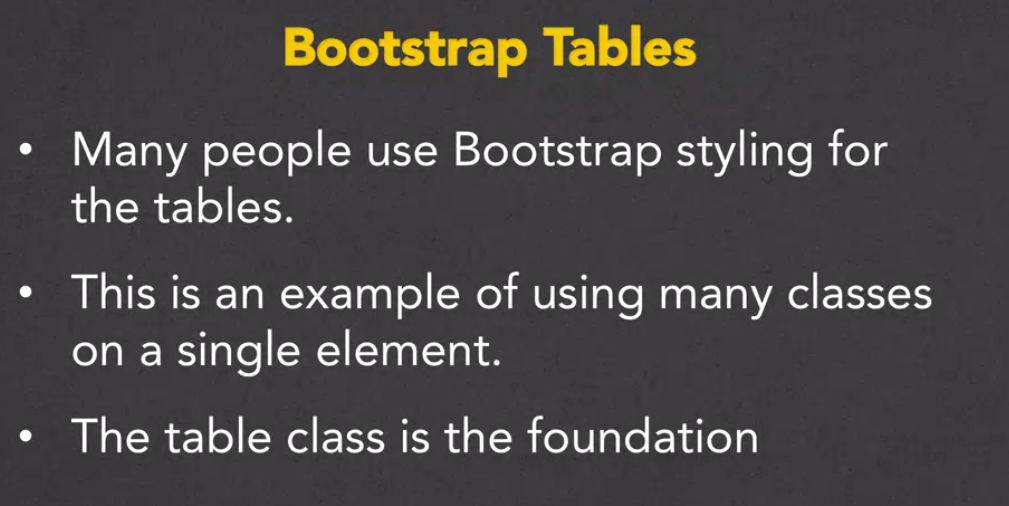 Bootstrap Tables
• Many people use Bootstrap styling for
the tables.
• This is an example of using many classes
on a single element.
• The table class is the foundation